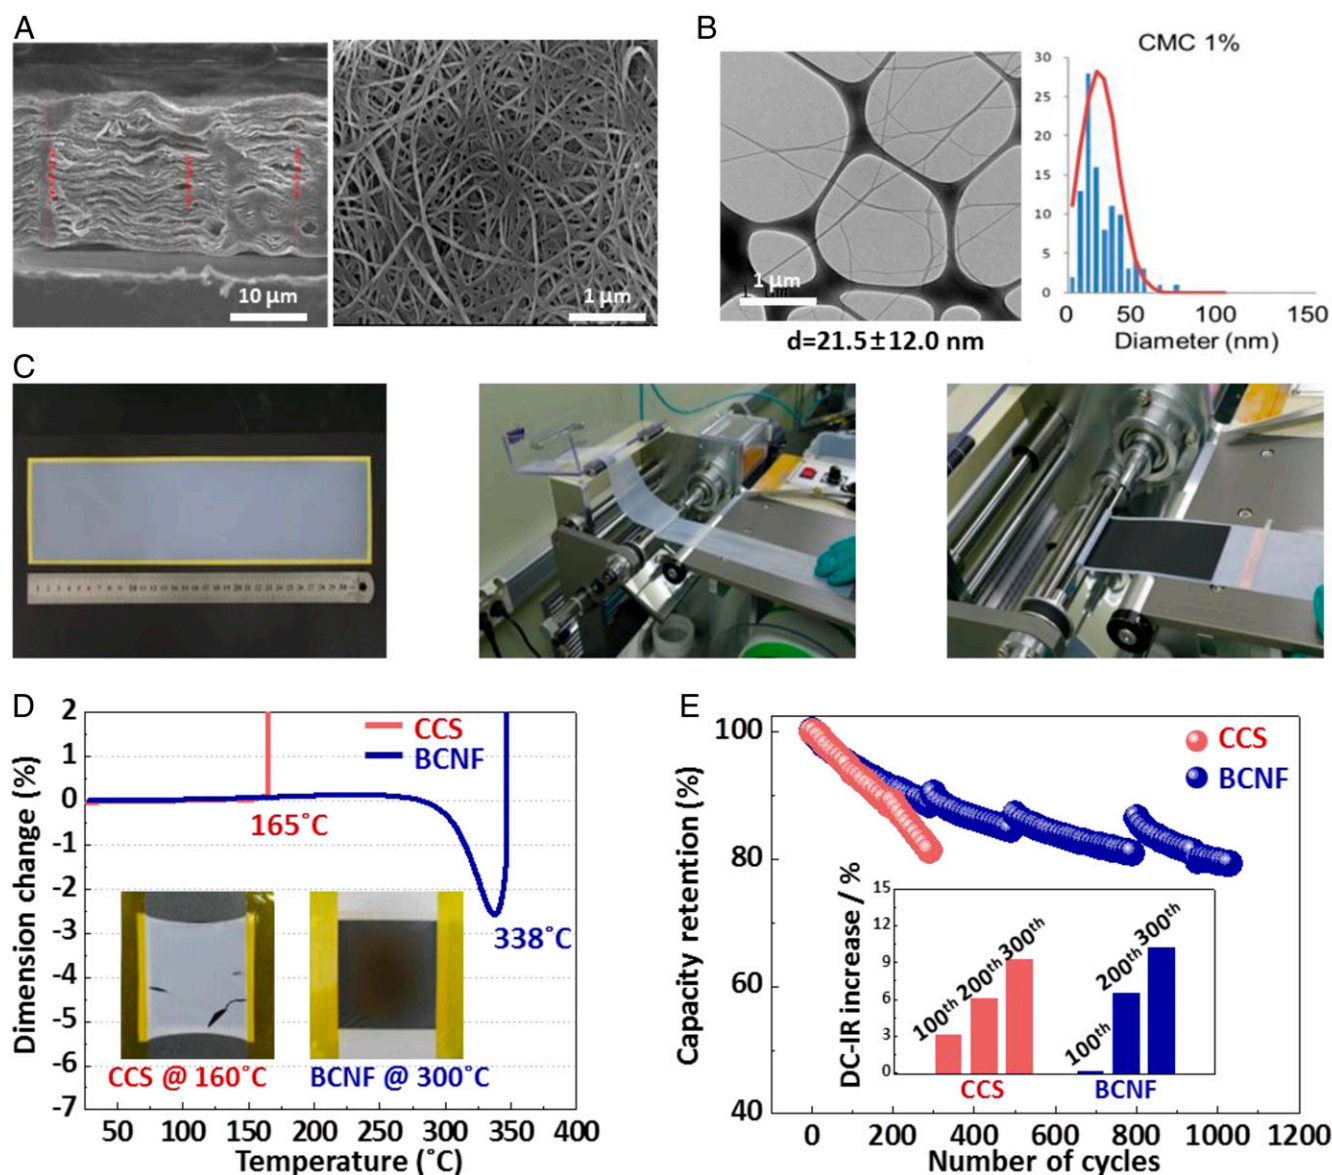 A
10 µm
1 µm
B
1 µm
d=21.5±12.0 nm
CMC 1%
30
25
20
15
10
5
0
0 50 100 150
Diameter (nm)
C
D
2
1
0
-1
-2
-3
-4
-5
-6
-7
Dimension change (%)
CCS
BCNF
165˚C
338˚C
CCS @ 160˚C
BCNF @ 300˚C
50 100 150 200 250 300 350 400
Temperature (˚C)
E
100
80
60
40
Capacity retention (%)
CCS
BCNF
15
12
9
6
3
0
DC-IR increase / %
100th 200th 300th
100th 200th 300th
CCS BCNF
0 200 400 600 800 1000 1200
Number of cycles